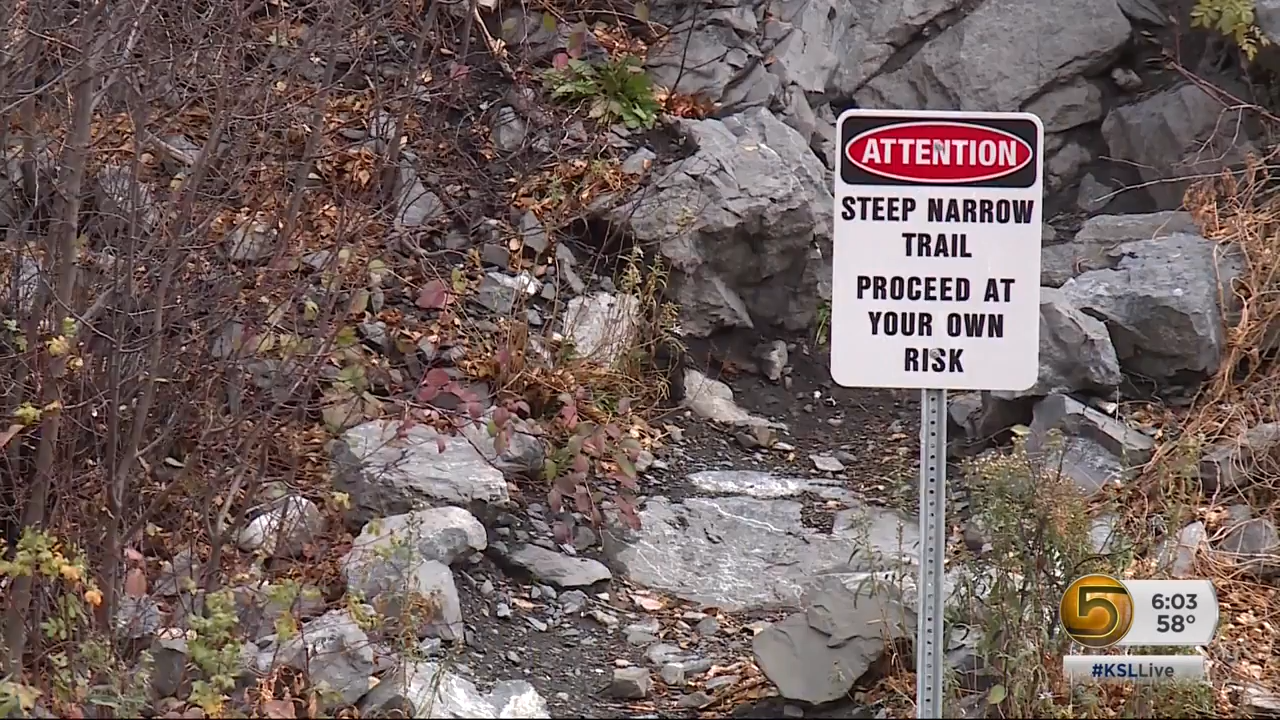 ATTENTION
STEEP NARROW
TRAIL
PROCEED AT
YOUR OWN
RISK
5
6:03
58°
#KSLLive